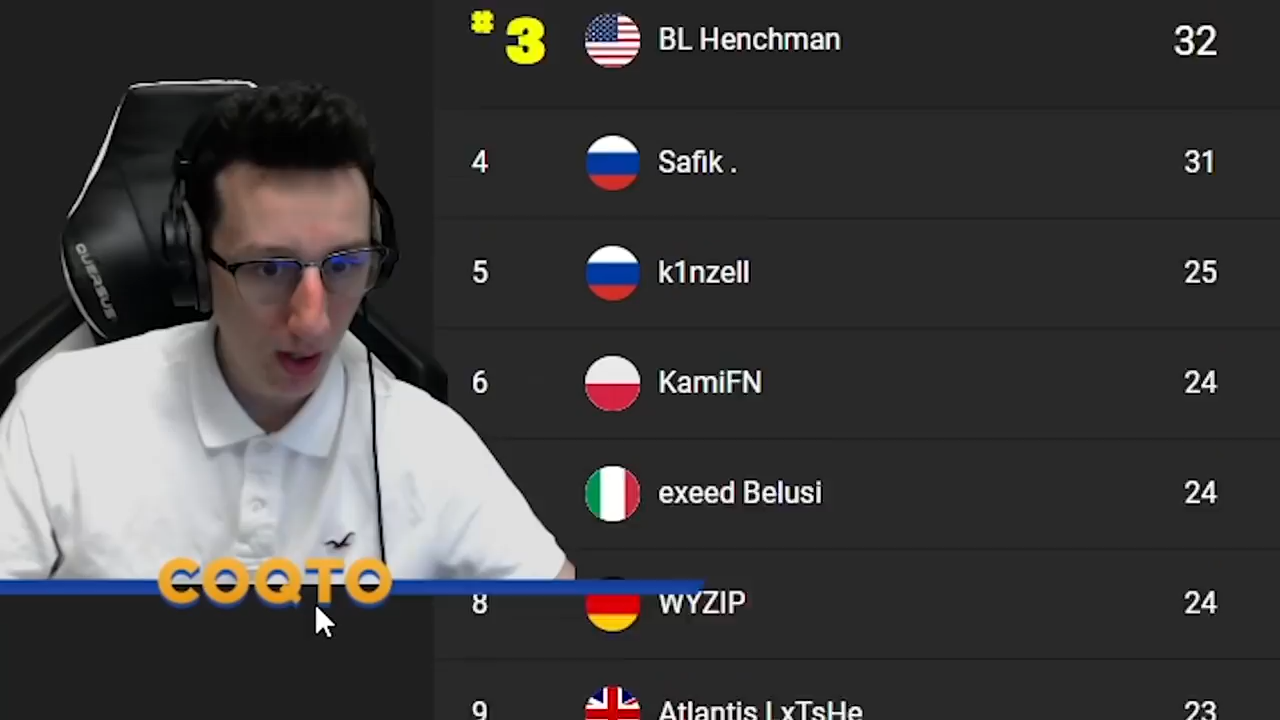 #3 BL Henchman 32
4 Safik . 31
QUERSUS
5 k1nzell 25
6 KamiFN 24
exeed Belusi 24
COQTO
8 WYZIP 24
9 Atlantis LxTsHe 23